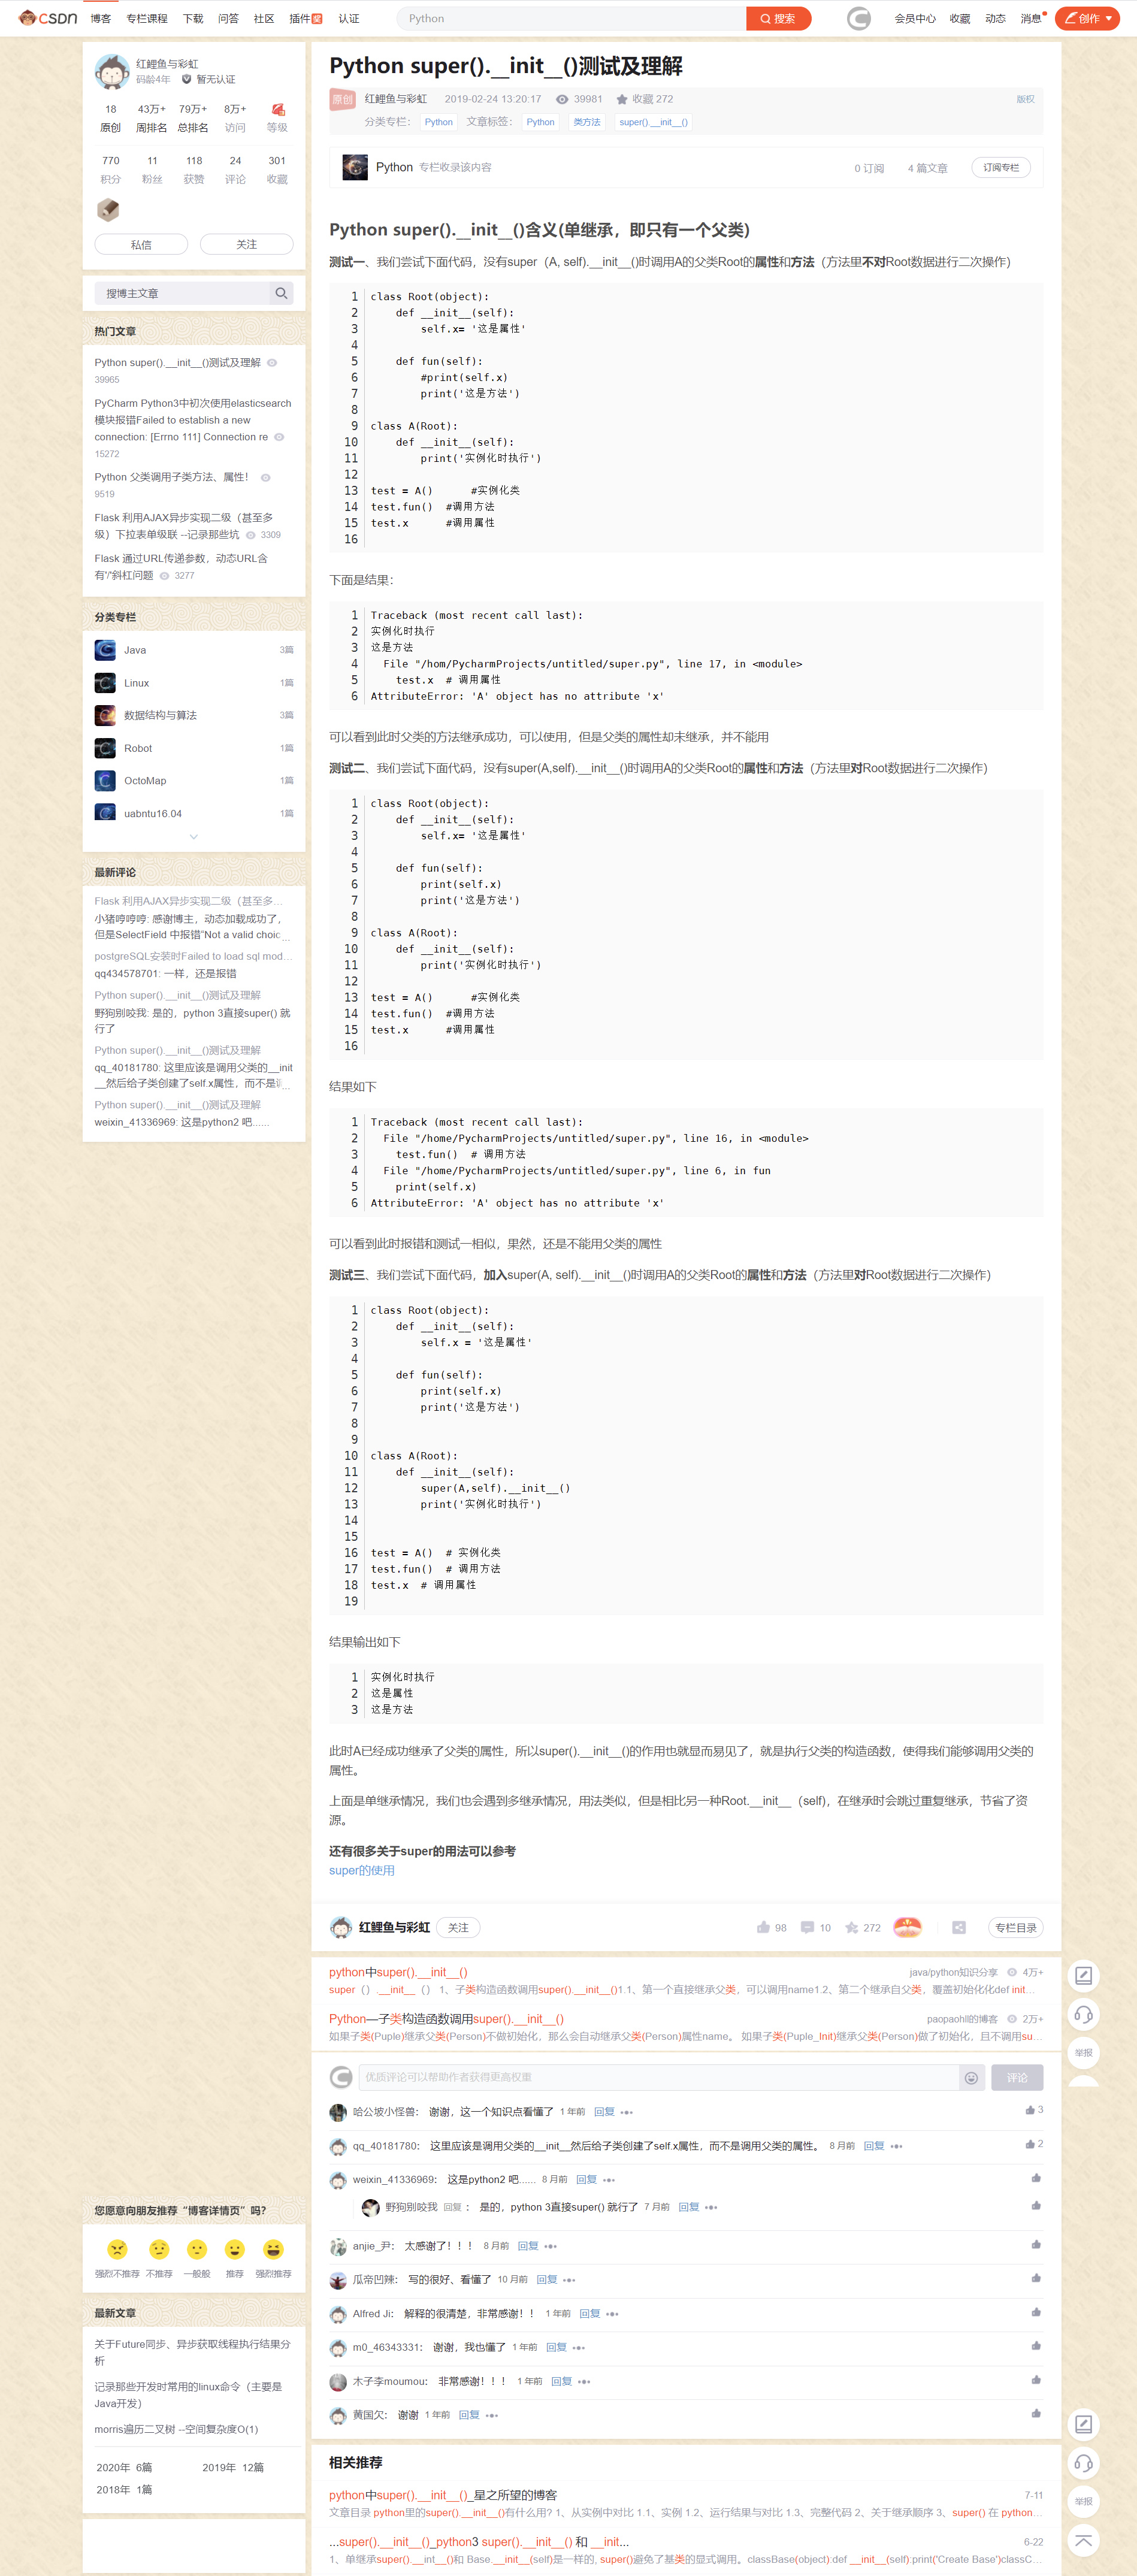 CSDN 博客 专栏课程 下载 问答 社区 插件 认证 Python 搜索 会员中心 收藏 动态 消息 创作
红鲤鱼与彩虹
码龄4年 暂无认证
18 43万+ 79万+ 8万+
原创 周排名 总排名 访问 等级
770 11 118 24 301
积分 粉丝 获赞 评论 收藏
私信 关注
搜博主文章
热门文章
Python super().__init__()测试及理解
39965
PyCharm Python3中初次使用elasticsearch
模块报错Failed to establish a new
connection: [Errno 111] Connection re
15272
Python 父类调用子类方法、属性！
9519
Flask 利用AJAX异步实现二级（甚至多
级）下拉表单级联 --记录那些坑 3309
Flask 通过URL传递参数，动态URL含
有'/'斜杠问题 3277
分类专栏
Java 3篇
Linux 1篇
数据结构与算法 3篇
Robot 1篇
OctoMap 1篇
uabntu16.04 1篇
最新评论
Flask 利用AJAX异步实现二级（甚至多...
小猪哼哼哼: 感谢博主，动态加载成功了，
但是SelectField 中报错“Not a valid choic...
postgreSQL安装时Failed to load sql mod...
qq434578701: 一样，还是报错
Python super().__init__()测试及理解
野狗别咬我: 是的，python 3直接super() 就
行了
Python super().__init__()测试及理解
qq_40181780: 这里应该是调用父类的__init
__然后给子类创建了self.x属性，而不是...
Python super().__init__()测试及理解
weixin_41336969: 这是python2 吧......
您愿意向朋友推荐“博客详情页”吗？
强烈不推荐 不推荐 一般般 推荐 强烈推荐
最新文章
关于Future同步、异步获取线程执行结果分
析
记录那些开发时常用的linux命令（主要是
Java开发）
morris遍历二叉树 --空间复杂度O(1)
2020年 6篇 2019年 12篇
2018年 1篇
Python super().__init__()测试及理解
原创 红鲤鱼与彩虹 2019-02-24 13:20:17 39981 收藏 272 版权
分类专栏： Python 文章标签： Python 类方法 super().__init__()
Python 专栏收录该内容 0 订阅 4 篇文章 订阅专栏
Python super().__init__()含义(单继承，即只有一个父类)
测试一、我们尝试下面代码，没有super（A, self).__init__()时调用A的父类Root的属性和方法（方法里不对Root数据进行二次操作）
1 class Root(object):
2     def __init__(self):
3         self.x= '这是属性'
4
5     def fun(self):
6         #print(self.x)
7         print('这是方法')
8
9 class A(Root):
10     def __init__(self):
11         print('实例化时执行')
12
13 test = A()      #实例化类
14 test.fun()  #调用方法
15 test.x      #调用属性
16
下面是结果：
1 Traceback (most recent call last):
2 实例化时执行
3 这是方法
4   File "/hom/PycharmProjects/untitled/super.py", line 17, in <module>
5     test.x  # 调用属性
6 AttributeError: 'A' object has no attribute 'x'
可以看到此时父类的方法继承成功，可以使用，但是父类的属性却未继承，并不能用
测试二、我们尝试下面代码，没有super(A,self).__init__()时调用A的父类Root的属性和方法（方法里对Root数据进行二次操作）
1 class Root(object):
2     def __init__(self):
3         self.x= '这是属性'
4
5     def fun(self):
6         print(self.x)
7         print('这是方法')
8
9 class A(Root):
10     def __init__(self):
11         print('实例化时执行')
12
13 test = A()      #实例化类
14 test.fun()  #调用方法
15 test.x      #调用属性
16
结果如下
1 Traceback (most recent call last):
2   File "/home/PycharmProjects/untitled/super.py", line 16, in <module>
3     test.fun()  # 调用方法
4   File "/home/PycharmProjects/untitled/super.py", line 6, in fun
5     print(self.x)
6 AttributeError: 'A' object has no attribute 'x'
可以看到此时报错和测试一相似，果然，还是不能用父类的属性
测试三、我们尝试下面代码，加入super(A, self).__init__()时调用A的父类Root的属性和方法（方法里对Root数据进行二次操作）
1 class Root(object):
2     def __init__(self):
3         self.x = '这是属性'
4
5     def fun(self):
6         print(self.x)
7         print('这是方法')
8
9
10 class A(Root):
11     def __init__(self):
12         super(A,self).__init__()
13         print('实例化时执行')
14
15
16 test = A()  # 实例化类
17 test.fun()  # 调用方法
18 test.x  # 调用属性
19
结果输出如下
1 实例化时执行
2 这是属性
3 这是方法
此时A已经成功继承了父类的属性，所以super().__init__()的作用也就显而易见了，就是执行父类的构造函数，使得我们能够调用父类的
属性。
上面是单继承情况，我们也会遇到多继承情况，用法类似，但是相比另一种Root.__init__（self)，在继承时会跳过重复继承，节省了资
源。
还有很多关于super的用法可以参考
super的使用
红鲤鱼与彩虹 关注 98 10 272 专栏目录
python中super().__init__() java/python知识分享 4万+
super（）.__init__（） 1、子类构造函数调用super().__init__()1.1、第一个直接继承父类，可以调用name1.2、第二个继承自父类，覆盖初始化化def init...
Python—子类构造函数调用super().__init__() paopaohll的博客 2万+
如果子类(Puple)继承父类(Person)不做初始化，那么会自动继承父类(Person)属性name。 如果子类(Puple_Init)继承父类(Person)做了初始化，且不调用su...
优质评论可以帮助作者获得更高权重 评论
哈公坡小怪兽： 谢谢，这一个知识点看懂了 1 年前 回复 3
qq_40181780： 这里应该是调用父类的__init__然后给子类创建了self.x属性，而不是调用父类的属性。 8 月前 回复 2
weixin_41336969： 这是python2 吧...... 8 月前 回复
野狗别咬我 回复 ： 是的，python 3直接super() 就行了 7 月前 回复
anjie_尹： 太感谢了！！！ 8 月前 回复
瓜帝凹辣： 写的很好、看懂了 10 月前 回复
Alfred Ji： 解释的很清楚，非常感谢！！ 1 年前 回复
m0_46343331： 谢谢，我也懂了 1 年前 回复
木子李moumou： 非常感谢！！！ 1 年前 回复
黄国欠： 谢谢 1 年前 回复
相关推荐
python中super().__init__()_星之所望的博客 7-11
文章目录 python里的super().__init__()有什么用? 1、从实例中对比 1.1、实例 1.2、运行结果与对比 1.3、完整代码 2、关于继承顺序 3、super() 在 python...
...super().__init__()_python3 super().__init__() 和 __init... 6-22
1、单继承super() __int__()和 Base.__init__(self)是一样的, super()避免了基类的显式调用。classBase(object):def __init__(self):print('Create Base')classC...
举报
举报